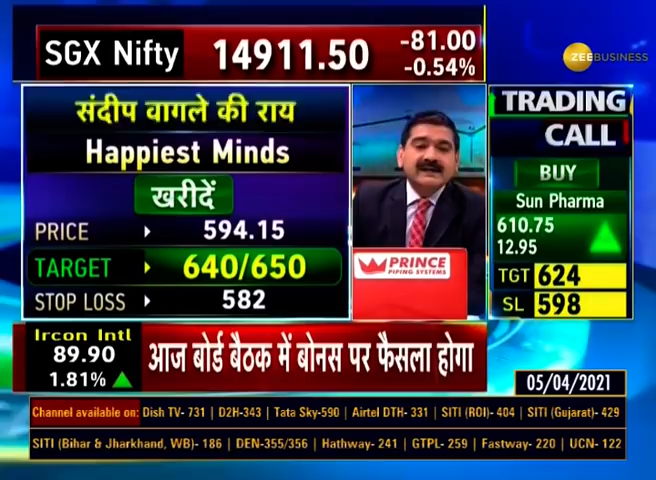 SGX Nifty 14911.50 -81.00
-0.54%
ZEEBUSINESS
संदीप वागले की राय
Happiest Minds
खरीदें
PRICE 594.15
TARGET 640/650
STOP LOSS 582
PRINCE
PIPING SYSTEMS
TRADING
CALL
BUY
Sun Pharma
610.75
12.95
TGT 624
SL 598
Ircon Intl
89.90
1.81%
आज बोर्ड बैठक में बोनस पर फैसला होगा
05/04/2021
Channel available on: Dish TV- 731 | D2H-343 | Tata Sky-590 | Airtel DTH- 331 | SITI (ROI)- 404 | SITI (Gujarat)- 429
SITI (Bihar & Jharkhand, WB)- 186 | DEN-355/356 | Hathway- 241 | GTPL- 259 | Fastway- 220 | UCN- 122